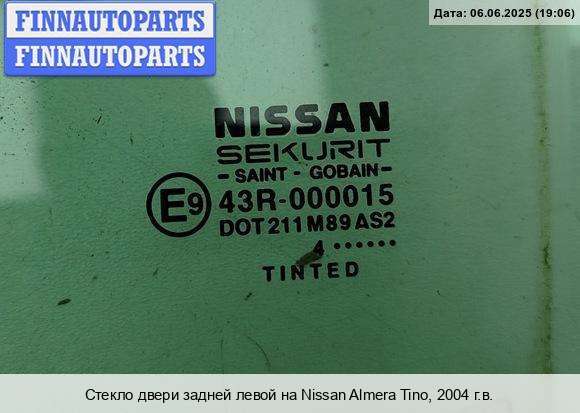 FINNAUTOPARTS
FINNAUTOPARTS
Дата: 06.06.2025 (19:06)
NISSAN
SEKURIT
- SAINT - GOBAIN -
E9 43R-000015
DOT 211 M89 AS2
4 ••••••
TINTED
Стекло двери задней левой на Nissan Almera Tino, 2004 г.в.